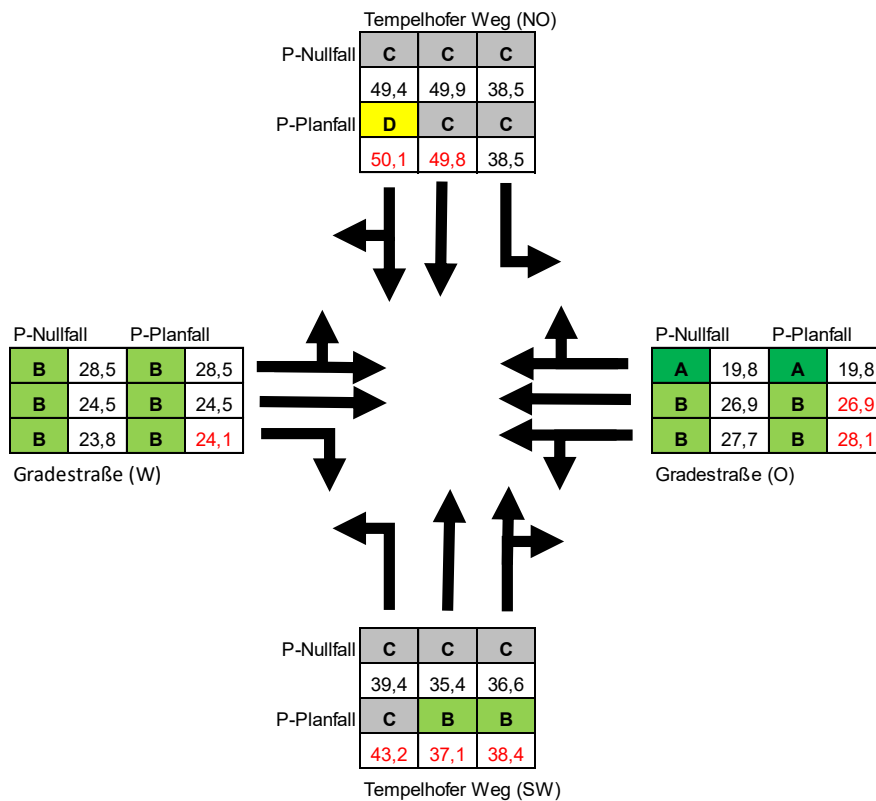 Tempelhofer Weg (NO)
P-Nullfall C C C
49,4 49,9 38,5
P-Planfall D C C
50,1 49,8 38,5
P-Nullfall P-Planfall
B 28,5 B 28,5
B 24,5 B 24,5
B 23,8 B 24,1
Gradestraße (W)
P-Nullfall P-Planfall
A 19,8 A 19,8
B 26,9 B 26,9
B 27,7 B 28,1
Gradestraße (O)
P-Nullfall C C C
39,4 35,4 36,6
P-Planfall C B B
43,2 37,1 38,4
Tempelhofer Weg (SW)